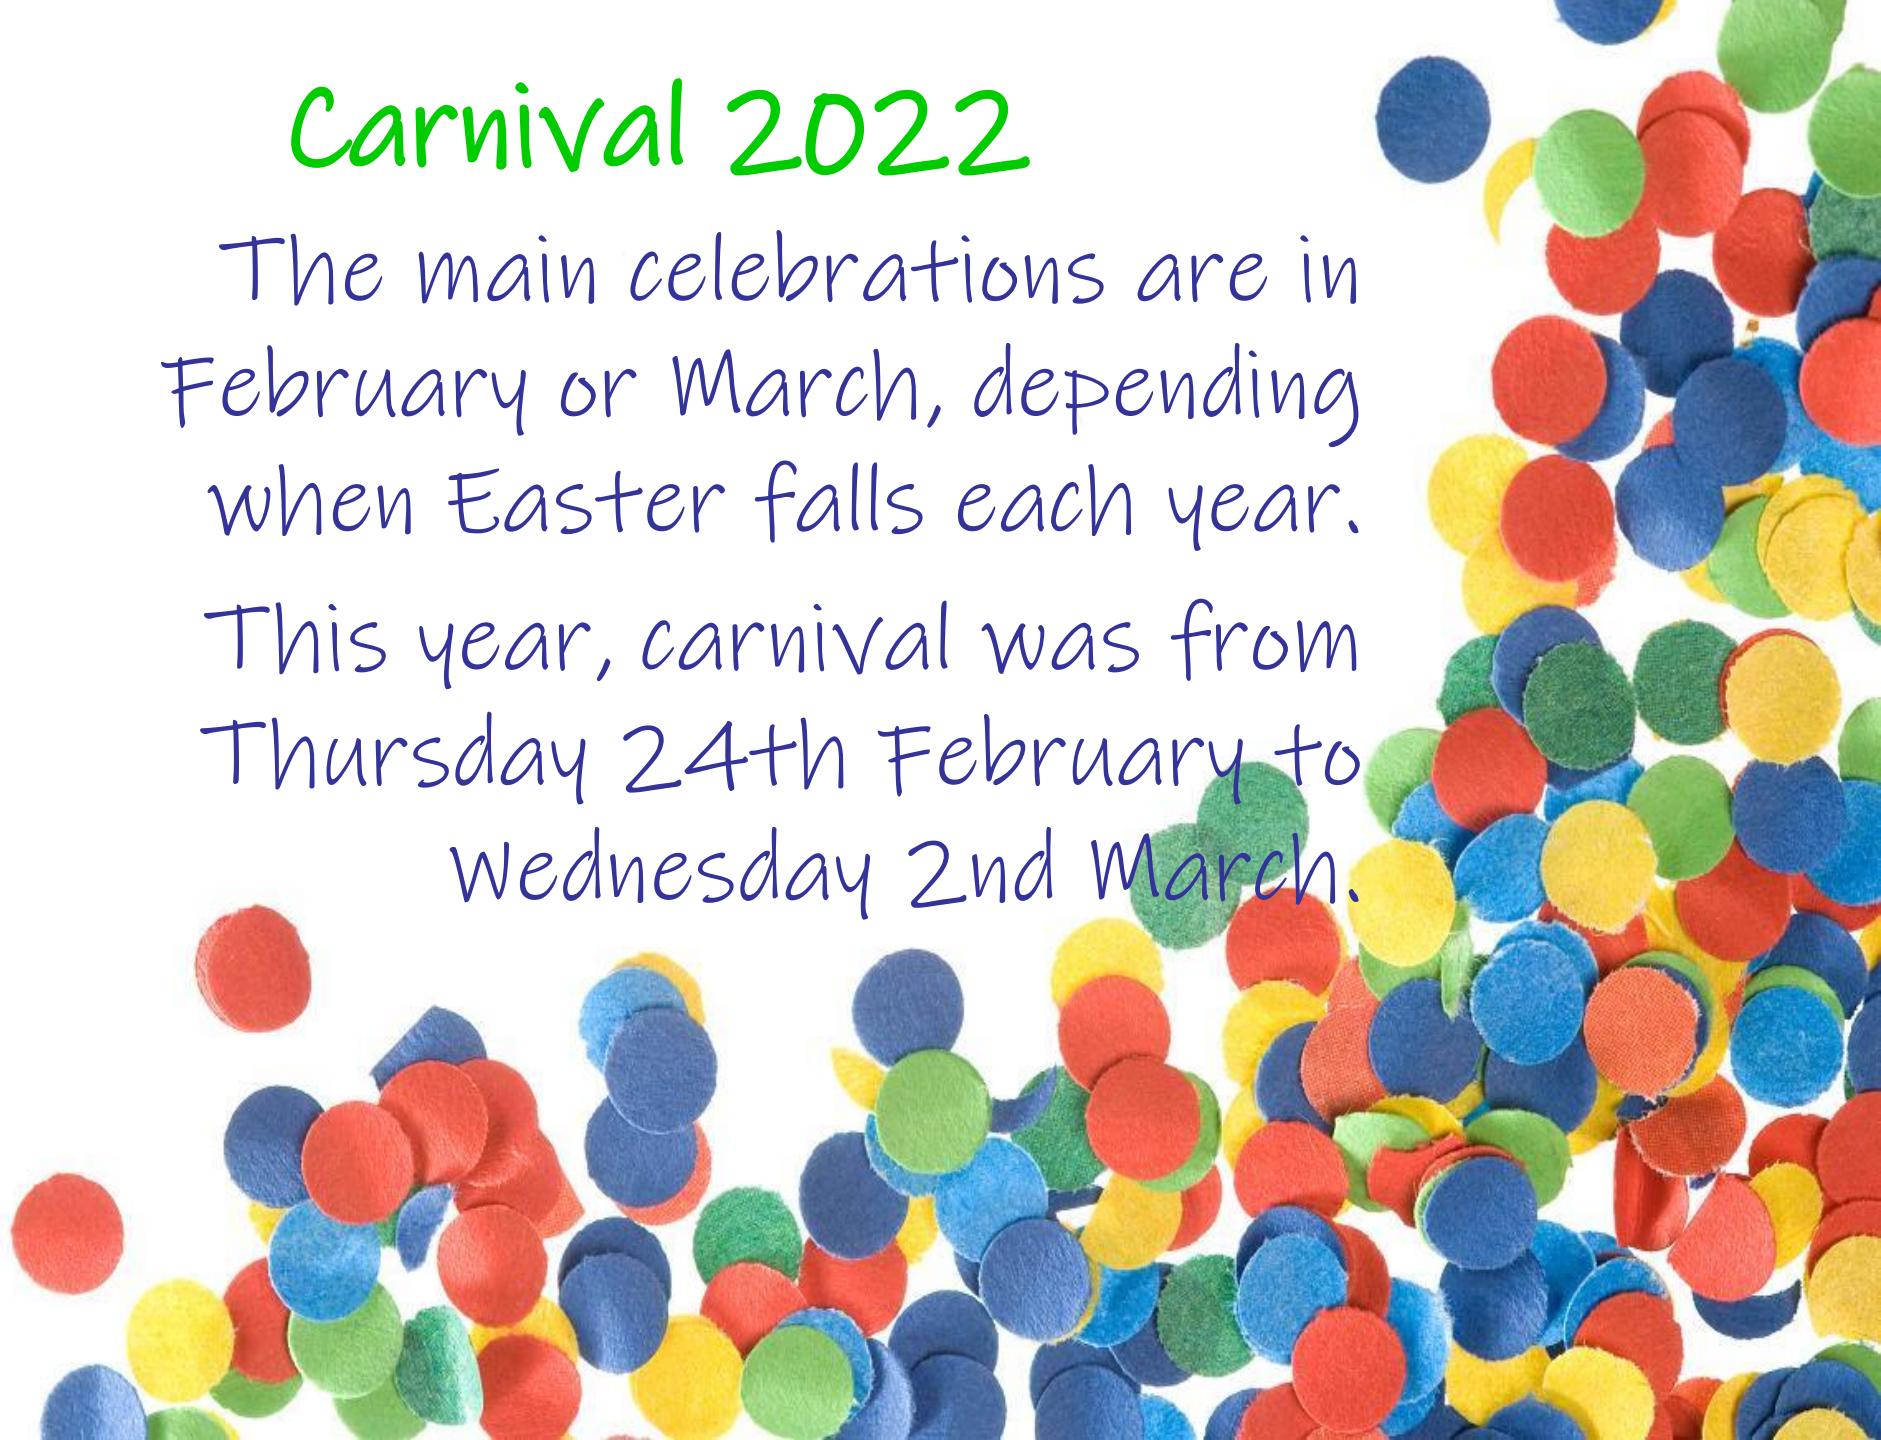 Carnival 2022
The main celebrations are in
February or March, depending
when Easter falls each year.
This year, carnival was from
Thursday 24th February to
Wednesday 2nd March.